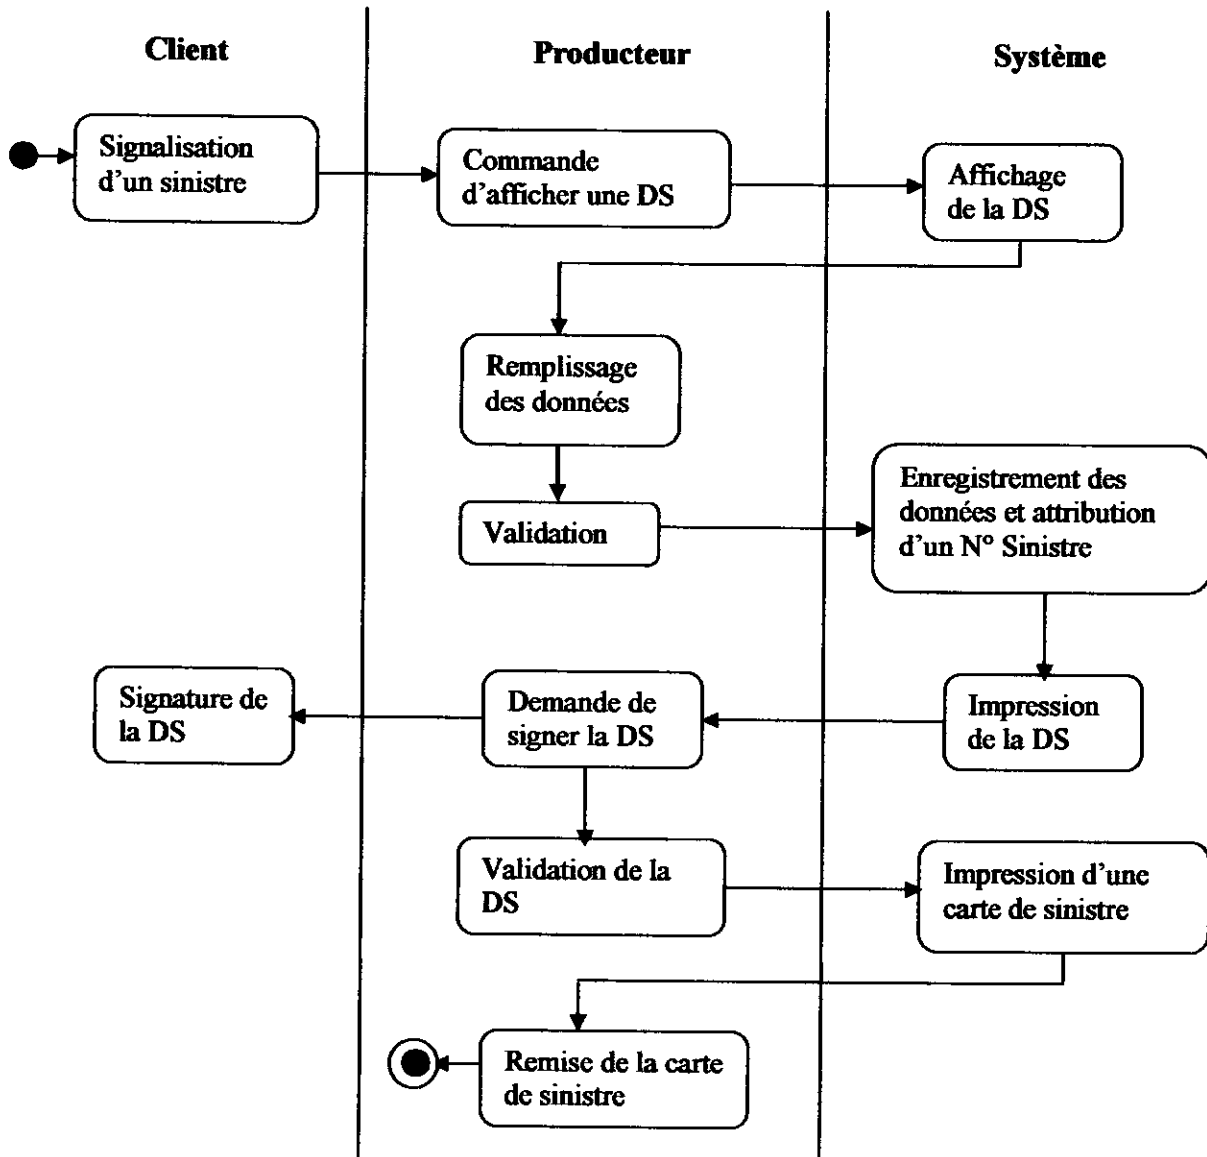 Client
Producteur
Système
Signalisation
d'un sinistre
Commande
d'afficher une DS
Affichage
de la DS
Remplissage
des données
Validation
Enregistrement des
données et attribution
d'un N° Sinistre
Signature de
la DS
Demande de
signer la DS
Impression
de la DS
Validation de la
DS
Impression d'une
carte de sinistre
Remise de la carte
de sinistre